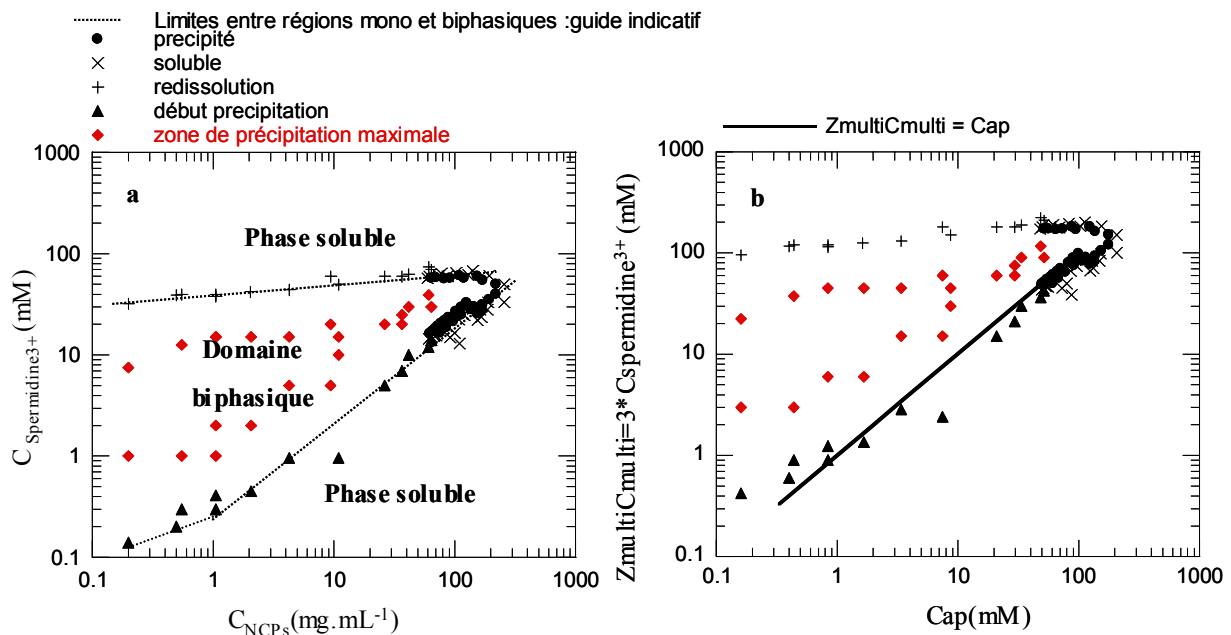 Limites entre régions mono et biphasiques :guide indicatif
precipité
soluble
redissolution
début precipitation
zone de précipitation maximale
ZmultiCmulti = Cap
a
Phase soluble
Domaine
biphasique
Phase soluble
1000
100
10
1
0.1
0.1
1
10
100
1000
C Spermidine3+ (mM)
C NCPs (mg.mL-1)
b
1000
100
10
1
0.1
0.1
1
10
100
1000
ZmultiCmulti=3*Cspermidine3+ (mM)
Cap(mM)